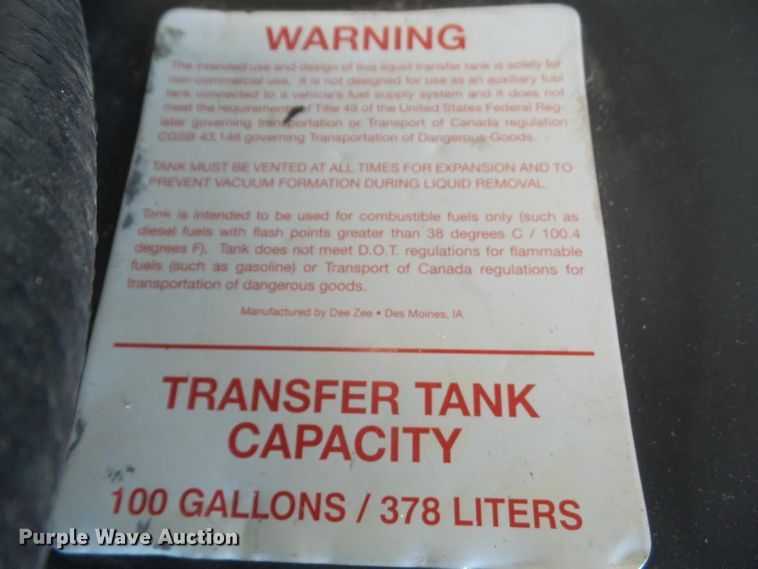 WARNING
The intended use and design of this liquid transfer tank is solely for
non-commercial use. It is not designed for use as an auxiliary fuel
tank connected to a vehicle's fuel supply system and it does not
meet the requirements of Title 49 of the United States Federal Reg-
ister governing transportation or Transport of Canada regulation
CGSB 43.146 governing Transportation of Dangerous Goods.
TANK MUST BE VENTED AT ALL TIMES FOR EXPANSION AND TO
PREVENT VACUUM FORMATION DURING LIQUID REMOVAL.
Tank is intended to be used for combustible fuels only (such as
diesel fuels with flash points greater than 38 degrees C / 100.4
degrees F). Tank does not meet D.O.T. regulations for flammable
fuels (such as gasoline) or Transport of Canada regulations for
transportation of dangerous goods.
Manufactured by Dee Zee • Des Moines, IA
TRANSFER TANK
CAPACITY
100 GALLONS / 378 LITERS
Purple Wave Auction